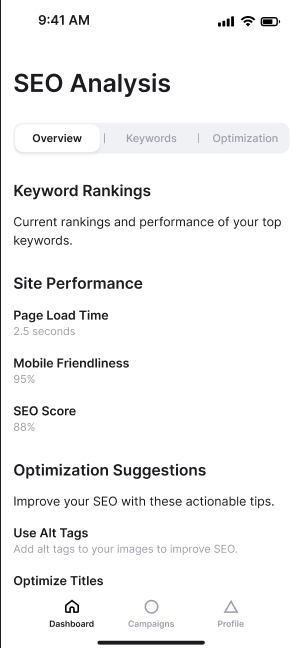 9:41 AM
SEO Analysis
Overview | Keywords | Optimization
Keyword Rankings
Current rankings and performance of your top
keywords.
Site Performance
Page Load Time
2.5 seconds
Mobile Friendliness
95%
SEO Score
88%
Optimization Suggestions
Improve your SEO with these actionable tips.
Use Alt Tags
Add alt tags to your images to improve SEO.
Optimize Titles
Dashboard Campaigns Profile